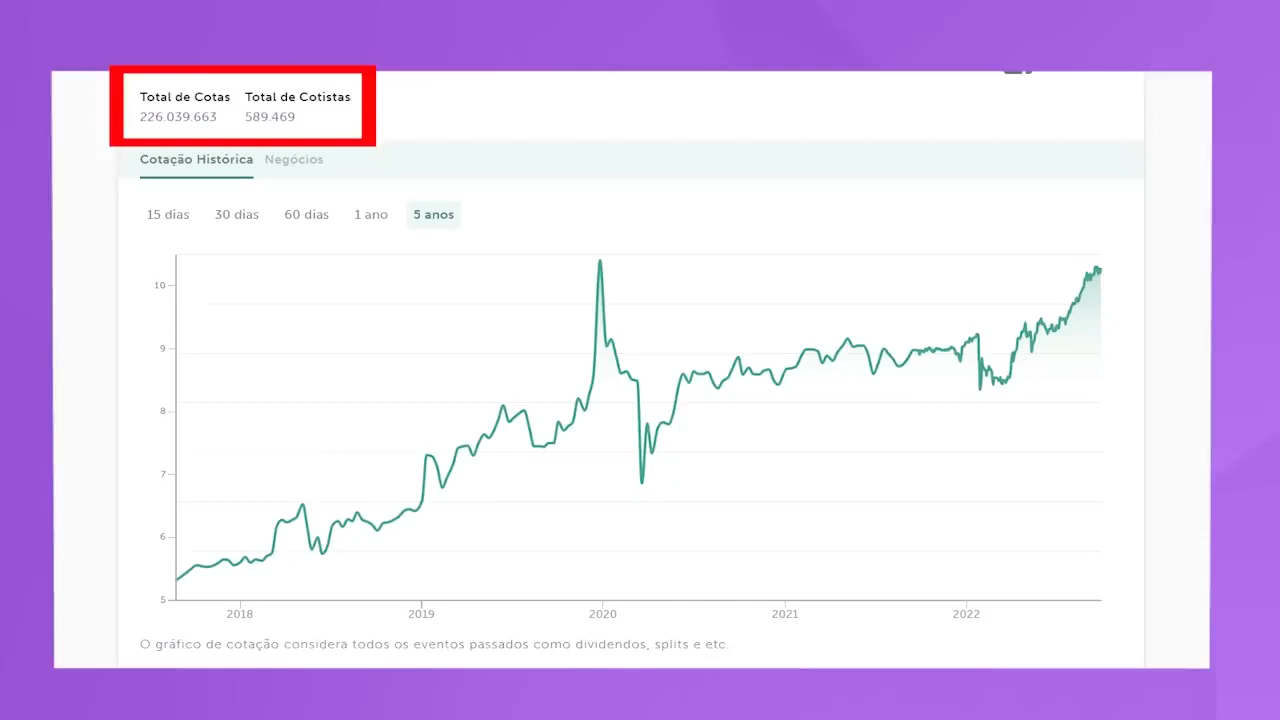 Total de Cotas Total de Cotistas
226.039.663 589.469
Cotação Histórica Negócios
15 dias 30 dias 60 dias 1 ano 5 anos
10
9
8
7
6
5
2018 2019 2020 2021 2022
O gráfico de cotação considera todos os eventos passados como dividendos, splits e etc.